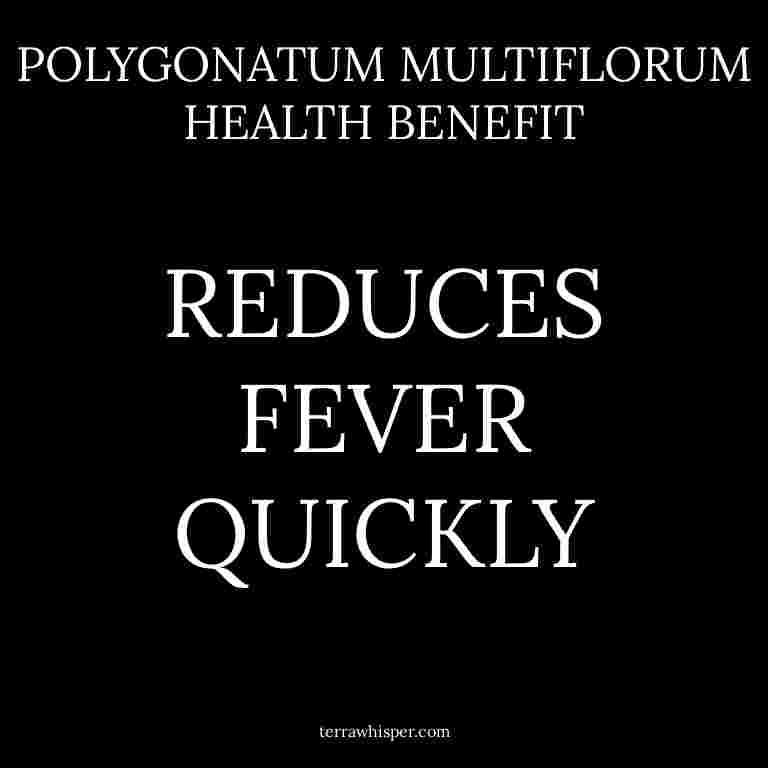 POLYGONATUM MULTIFLORUM
HEALTH BENEFIT
REDUCES
FEVER
QUICKLY
terrawhisper.com